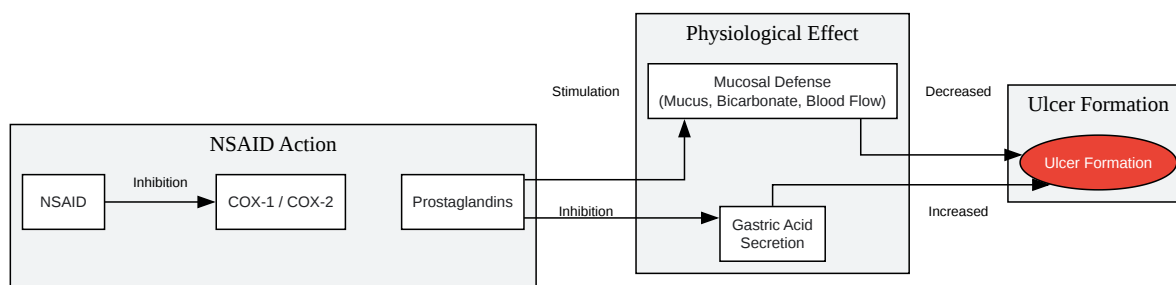 NSAID Action
NSAID
Inhibition
COX-1 / COX-2
Prostaglandins
Stimulation
Inhibition
Physiological Effect
Mucosal Defense
(Mucus, Bicarbonate, Blood Flow)
Gastric Acid
Secretion
Decreased
Increased
Ulcer Formation
Ulcer Formation